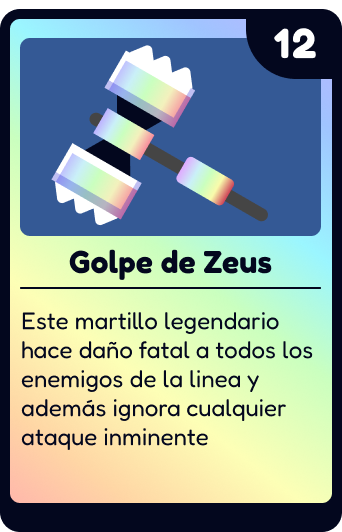 12
Golpe de Zeus
Este martillo legendario
hace daño fatal a todos los
enemigos de la linea y
además ignora cualquier
ataque inminente